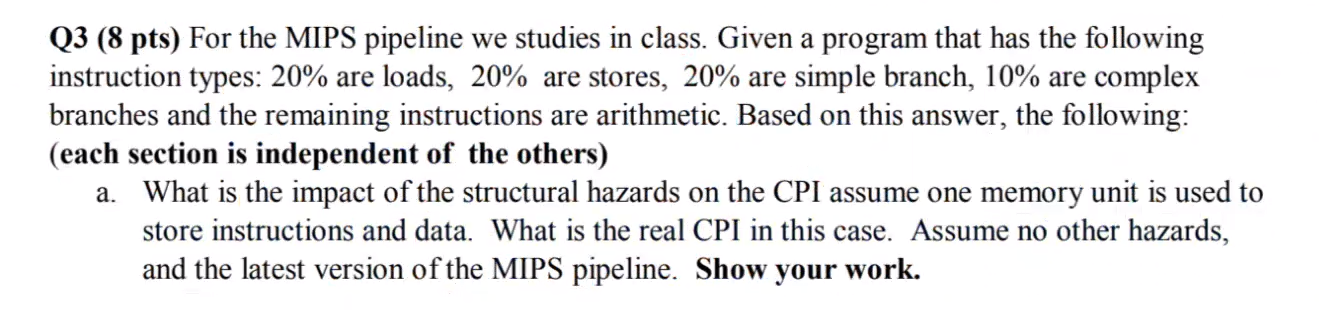 Q3 (8 pts) For the MIPS pipeline we studies in class. Given a program that has the following
instruction types: 20% are loads, 20% are stores, 20% are simple branch, 10% are complex
branches and the remaining instructions are arithmetic. Based on this answer, the following:
(each section is independent of the others)
a. What is the impact of the structural hazards on the CPI assume one memory unit is used to
store instructions and data. What is the real CPI in this case. Assume no other hazards,
and the latest version of the MIPS pipeline. Show your work.